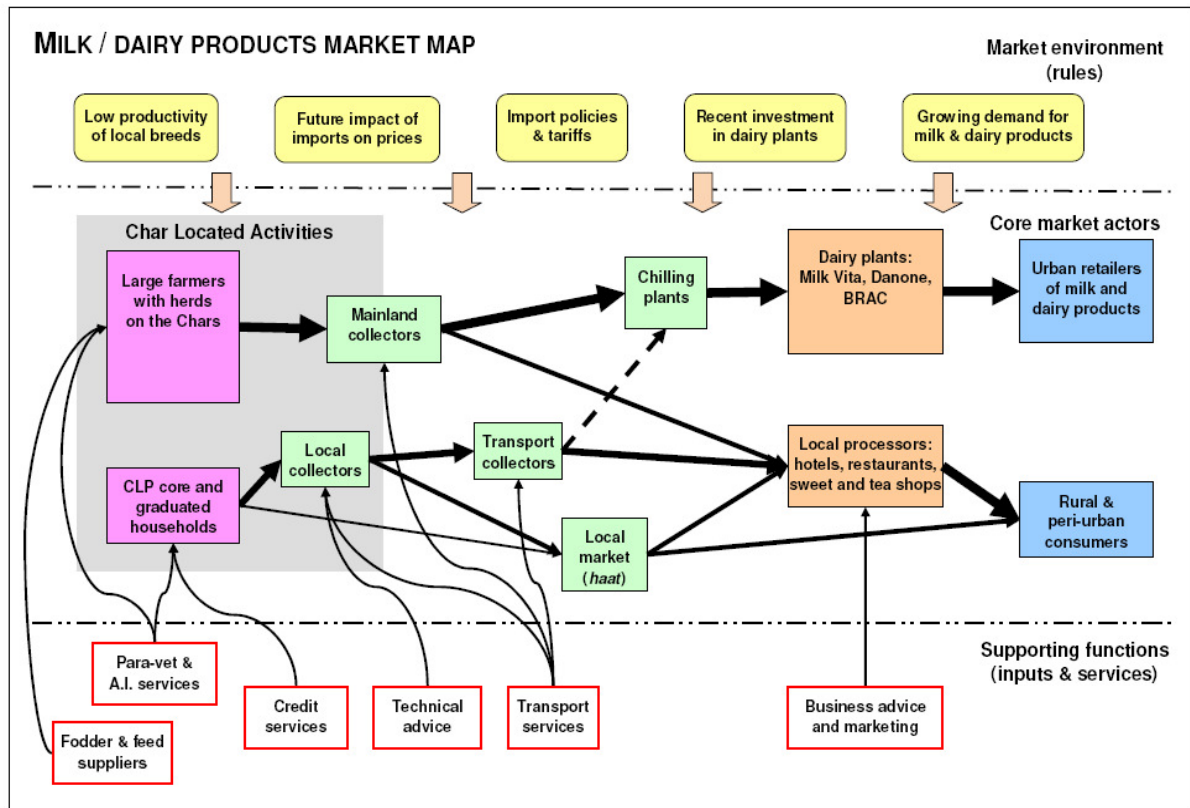 MILK / DAIRY PRODUCTS MARKET MAP
Market environment
(rules)
Low productivity
of local breeds
Future impact of
imports on prices
Import policies
& tariffs
Recent investment
in dairy plants
Growing demand for
milk & dairy products
Char Located Activities
Core market actors
Large farmers
with herds
on the Chars
Mainland
collectors
Chilling
plants
Dairy plants:
Milk Vita, Danone,
BRAC
Urban retailers
of milk and
dairy products
CLP core and
graduated
households
Local
collectors
Transport
collectors
Local
market
(haat)
Local processors:
hotels, restaurants,
sweet and tea shops
Rural &
peri-urban
consumers
Supporting functions
(inputs & services)
Para-vet &
A.I. services
Fodder & feed
suppliers
Credit
services
Technical
advice
Transport
services
Business advice
and marketing